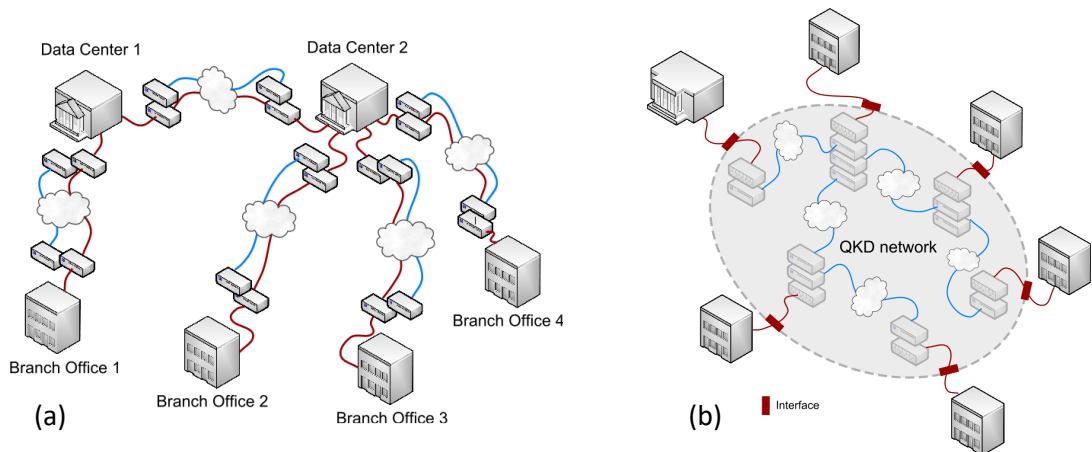 Data Center 1
Data Center 2
Branch Office 1
Branch Office 2
Branch Office 3
Branch Office 4
(a)
QKD network
Interface
(b)